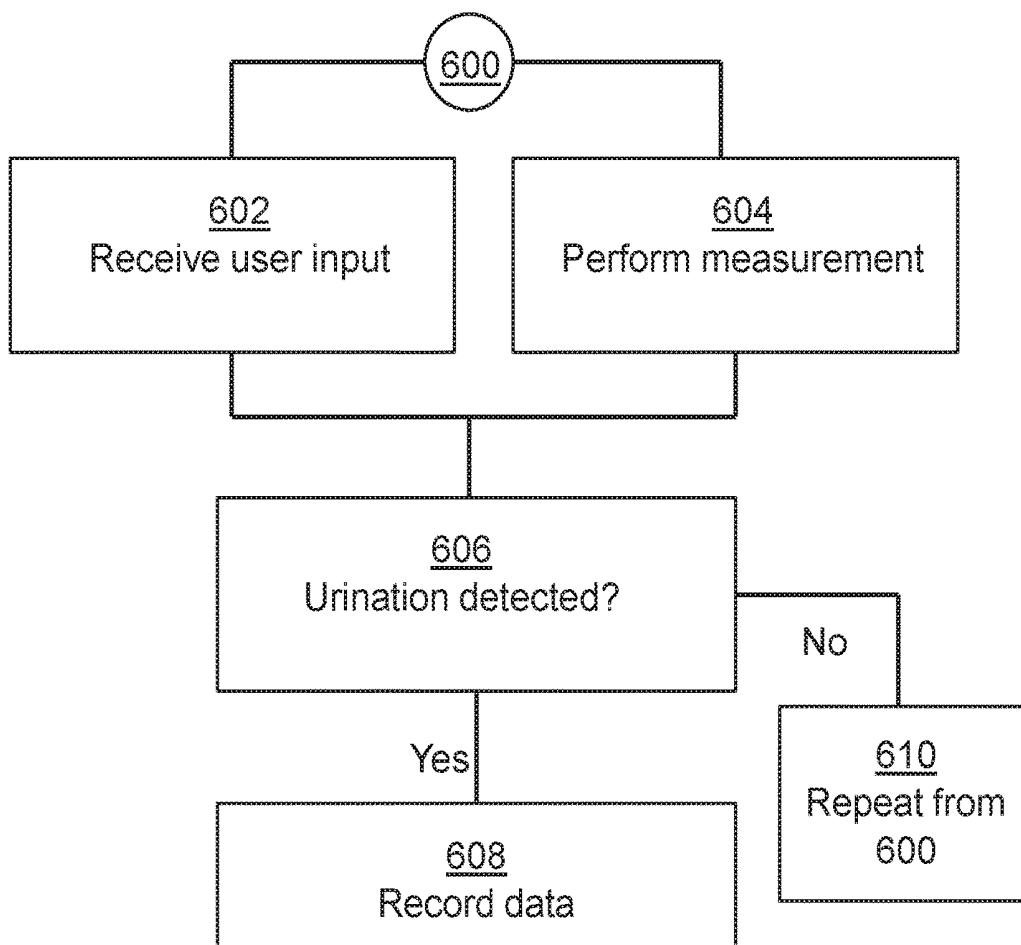 600
602
Receive user input
604
Perform measurement
606
Urination detected?
No
Yes
610
Repeat from
600
608
Record data